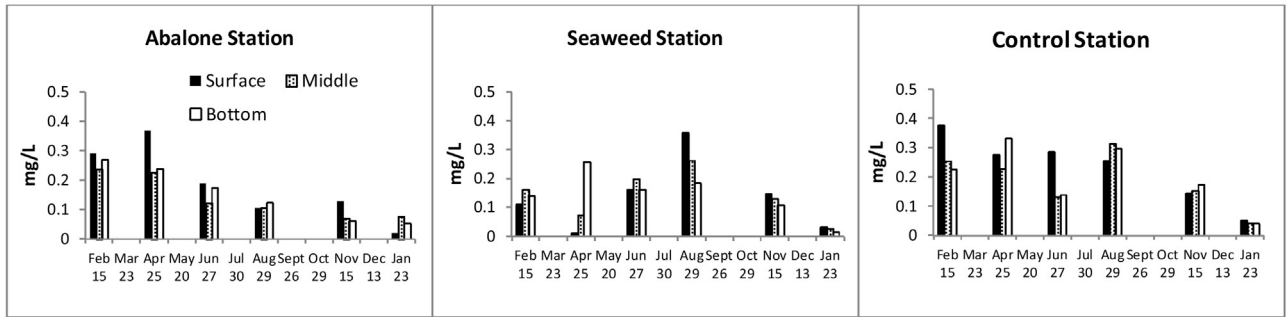 Abalone Station
Surface Middle
Bottom
mg/L
0.5
0.4
0.3
0.2
0.1
0
Feb Mar Apr May Jun Jul Aug Sept Oct Nov Dec Jan
15 23 25 20 27 30 29 29 29 15 13 23
Seaweed Station
mg/L
0.5
0.4
0.3
0.2
0.1
0
Feb Mar Apr May Jun Jul Aug Sept Oct Nov Dec Jan
15 23 25 20 27 30 29 26 29 15 13 23
Control Station
mg/L
0.5
0.4
0.3
0.2
0.1
0
Feb Mar Apr May Jun Jul Aug Sept Oct Nov Dec Jan
15 23 25 20 27 30 29 26 29 15 13 23